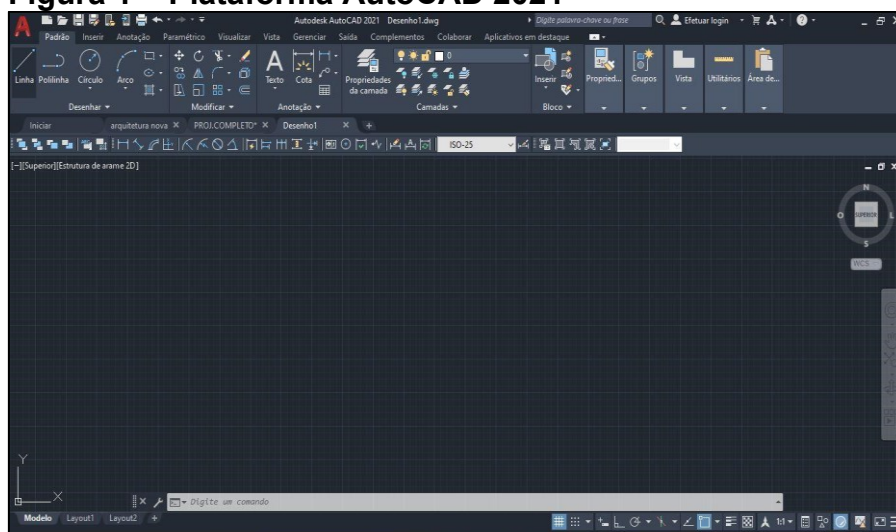 Figura 1 – Plataforma AutoCAD 2021
Autodesk AutoCAD 2021 Desenho1.dwg
Digite palavra-chave ou frase
Efetuar login
Padrão Inserir Anotação Paramétrico Visualizar Vista Gerenciar Saída Complementos Colaborar Aplicativos em destaque
0
Linha Polilinha Círculo Arco
Texto Cota
Propriedades da camada
Inserir
Propried... Grupos Vista Utilitários Área de...
Desenhar Modificar Anotação Camadas Bloco
Iniciar arquitetura nova PROJ.COMPLETO* Desenho1
ISO-25
[−][Superior][Estrutura de arame 2D]
N
O SUPERIOR L
S
WCS
Y
X
Digite um comando
Modelo Layout1 Layout2 +
1:1